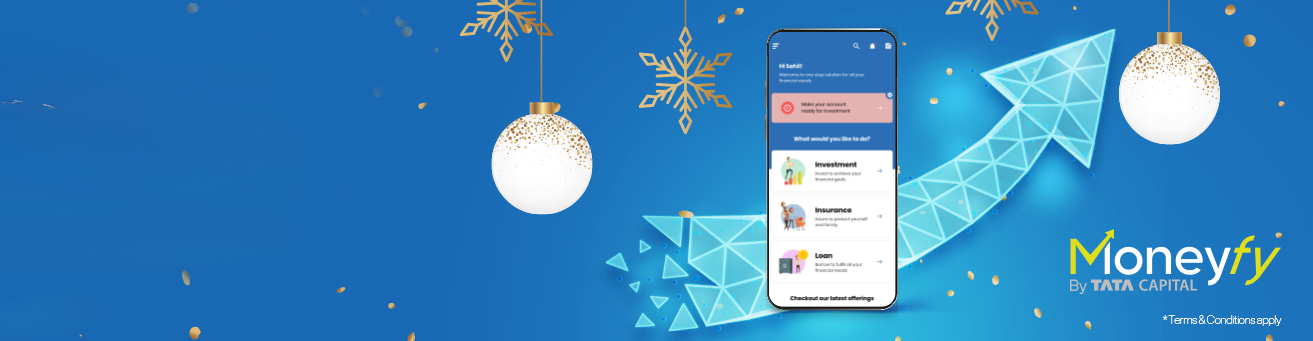 Hi Sahil!
Welcome to one stop solution for all your
financial needs
Make your account
ready for investment
What would you like to do?
Investment
Invest to achieve your
financial goals
Insurance
Insure to protect yourself
and family
Loan
Borrow to fulfill all your
financial needs
Checkout our latest offerings
Moneyfy
By TATA CAPITAL
*Terms & Conditions apply